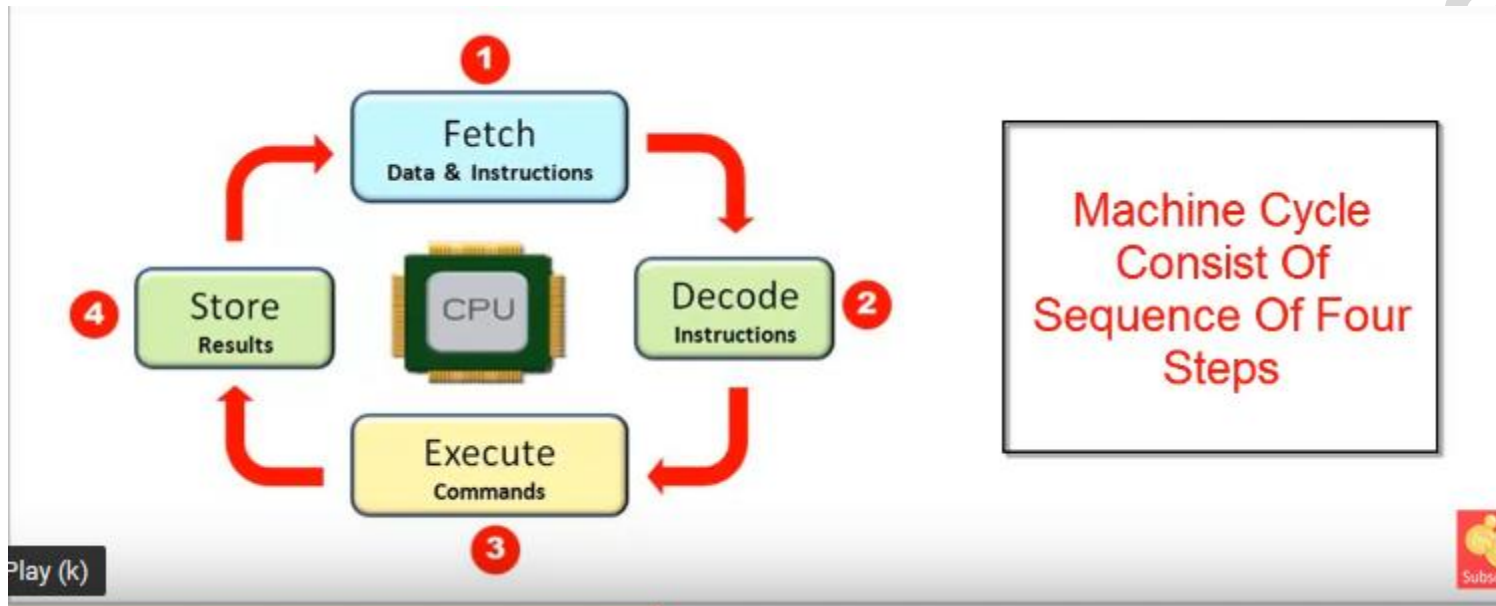 1
Fetch
Data & Instructions
Decode
Instructions
2
Execute
Commands
3
4
Store
Results
CPU
Machine Cycle
Consist Of
Sequence Of Four
Steps
Play (k)